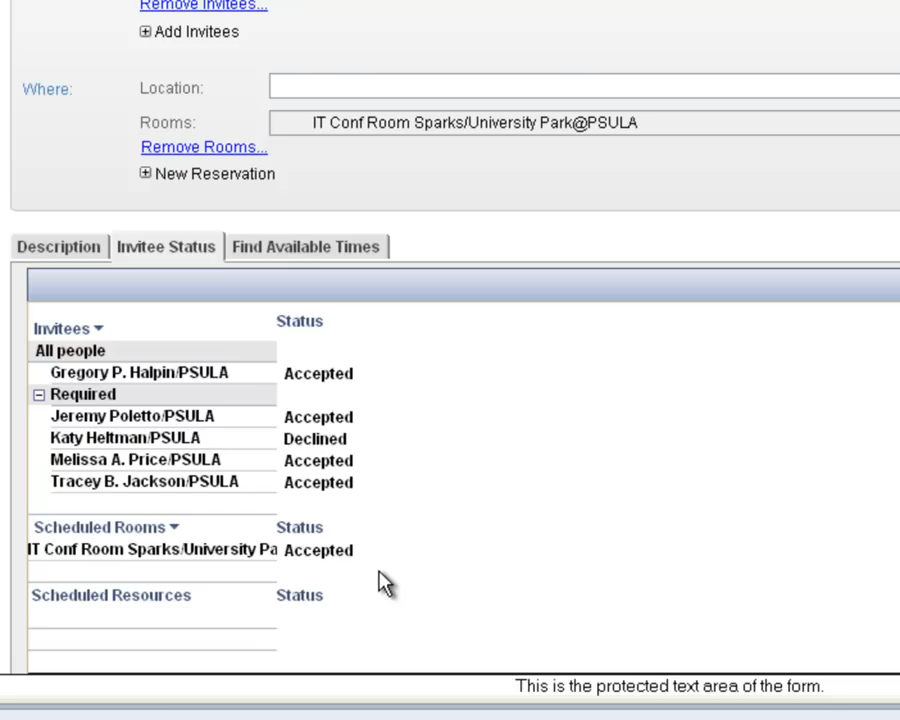 Remove Invitees...
Add Invitees
Where:
Location:
Rooms:
IT Conf Room Sparks/University Park@PSULA
Remove Rooms...
New Reservation
Description Invitee Status Find Available Times
Invitees Status
All people
Gregory P. Halpin/PSULA Accepted
Required
Jeremy Poletto/PSULA Accepted
Katy Heltman/PSULA Declined
Melissa A. Price/PSULA Accepted
Tracey B. Jackson/PSULA Accepted
Scheduled Rooms Status
IT Conf Room Sparks/University Pa Accepted
Scheduled Resources Status
This is the protected text area of the form.